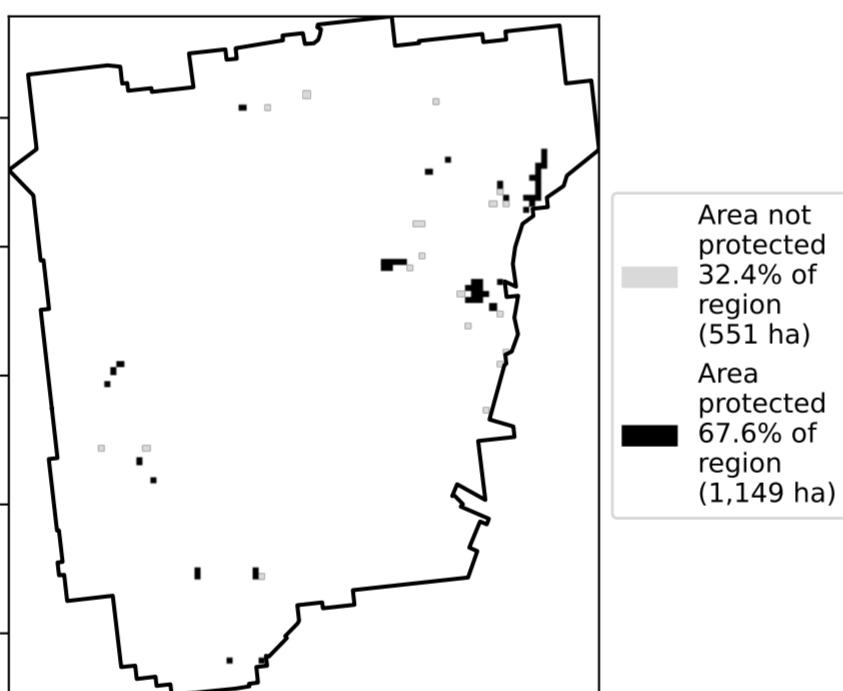 Area not
protected
32.4% of
region
(551 ha)
Area
protected
67.6% of
region
(1,149 ha)